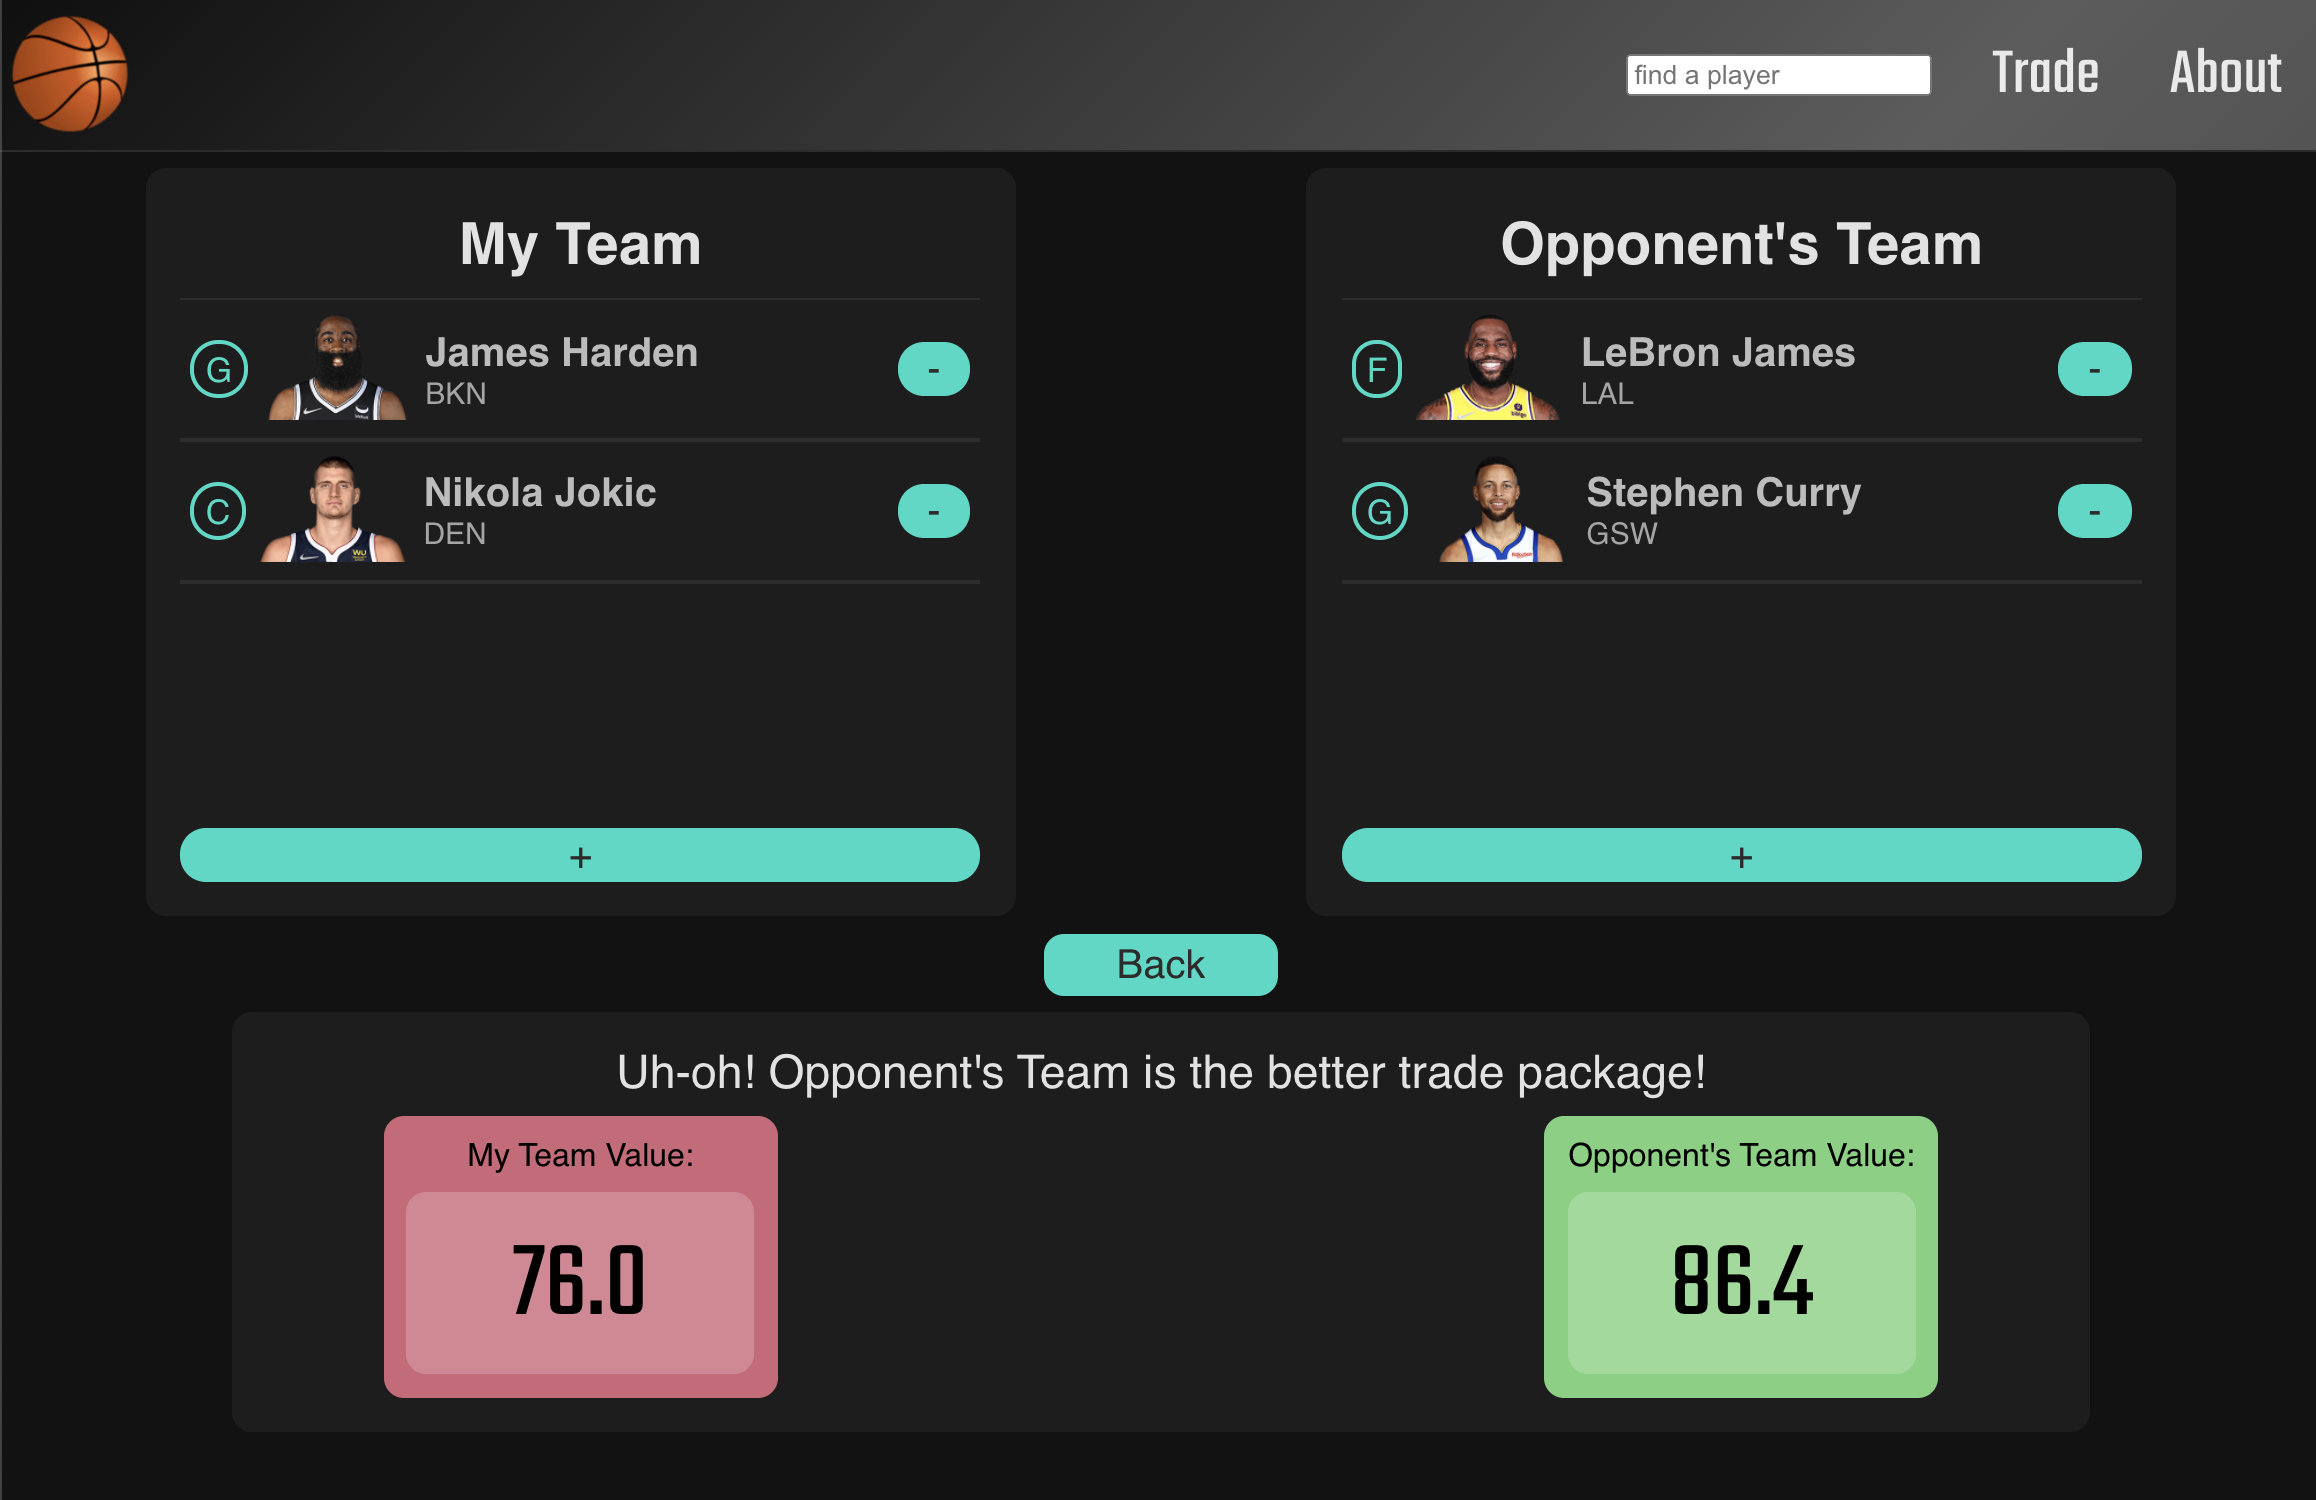 find a player
Trade
About
My Team
G
James Harden
BKN
-
C
Nikola Jokic
DEN
-
+
Opponent's Team
F
LeBron James
LAL
-
G
Stephen Curry
GSW
-
+
Back
Uh-oh! Opponent's Team is the better trade package!
My Team Value:
76.0
Opponent's Team Value:
86.4